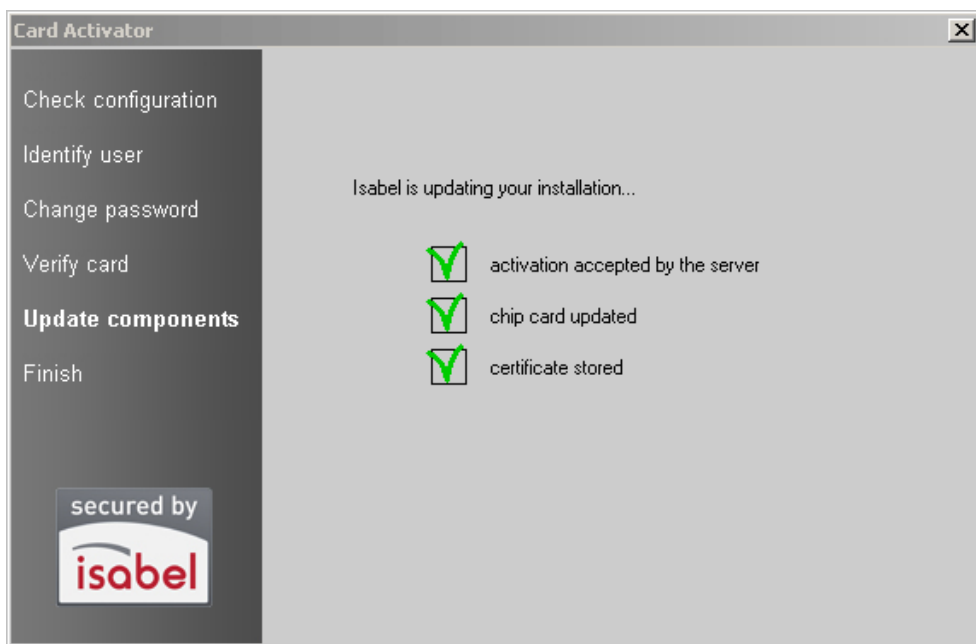 Card Activator
Check configuration
Identify user
Change password
Verify card
Update components
Finish
Isabel is updating your installation...
activation accepted by the server
chip card updated
certificate stored
secured by
isabel